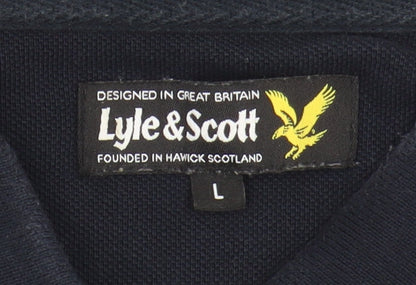 DESIGNED IN GREAT BRITAIN
Lyle & Scott
FOUNDED IN HAWICK SCOTLAND
L